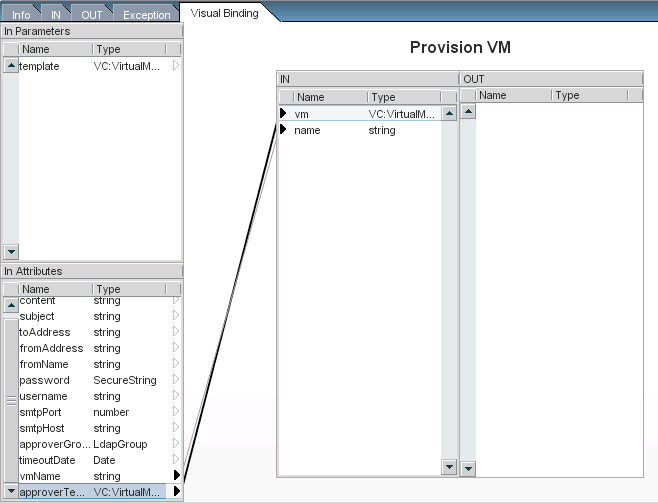 Info IN OUT Exception Visual Binding
In Parameters
Name Type
template VC:VirtualM...
Provision VM
IN OUT
Name Type Name Type
vm VC:VirtualM...
name string
In Attributes
Name Type
content string
subject string
toAddress string
fromAddress string
fromName string
password SecureString
username string
smtpPort number
smtpHost string
approverGro... LdapGroup
timeoutDate Date
vmName string
approverTe... VC:VirtualM...